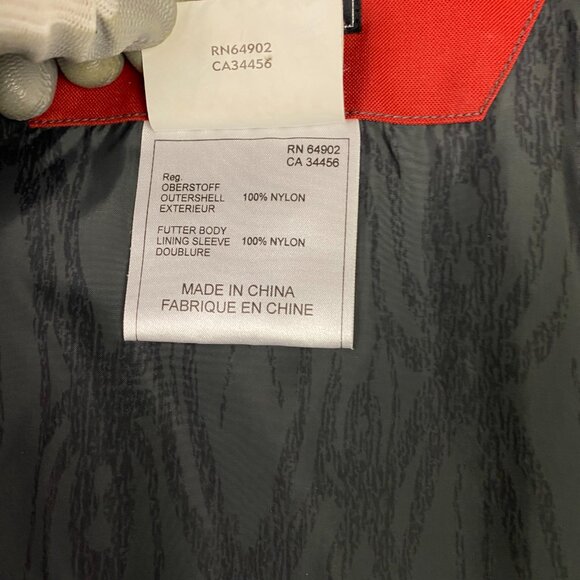 RN64902
CA34456
RN 64902
CA 34456
Reg.
OBERSTOFF
OUTERSHELL 100% NYLON
EXTERIEUR
FUTTER BODY
LINING SLEEVE 100% NYLON
DOUBLURE
MADE IN CHINA
FABRIQUE EN CHINE